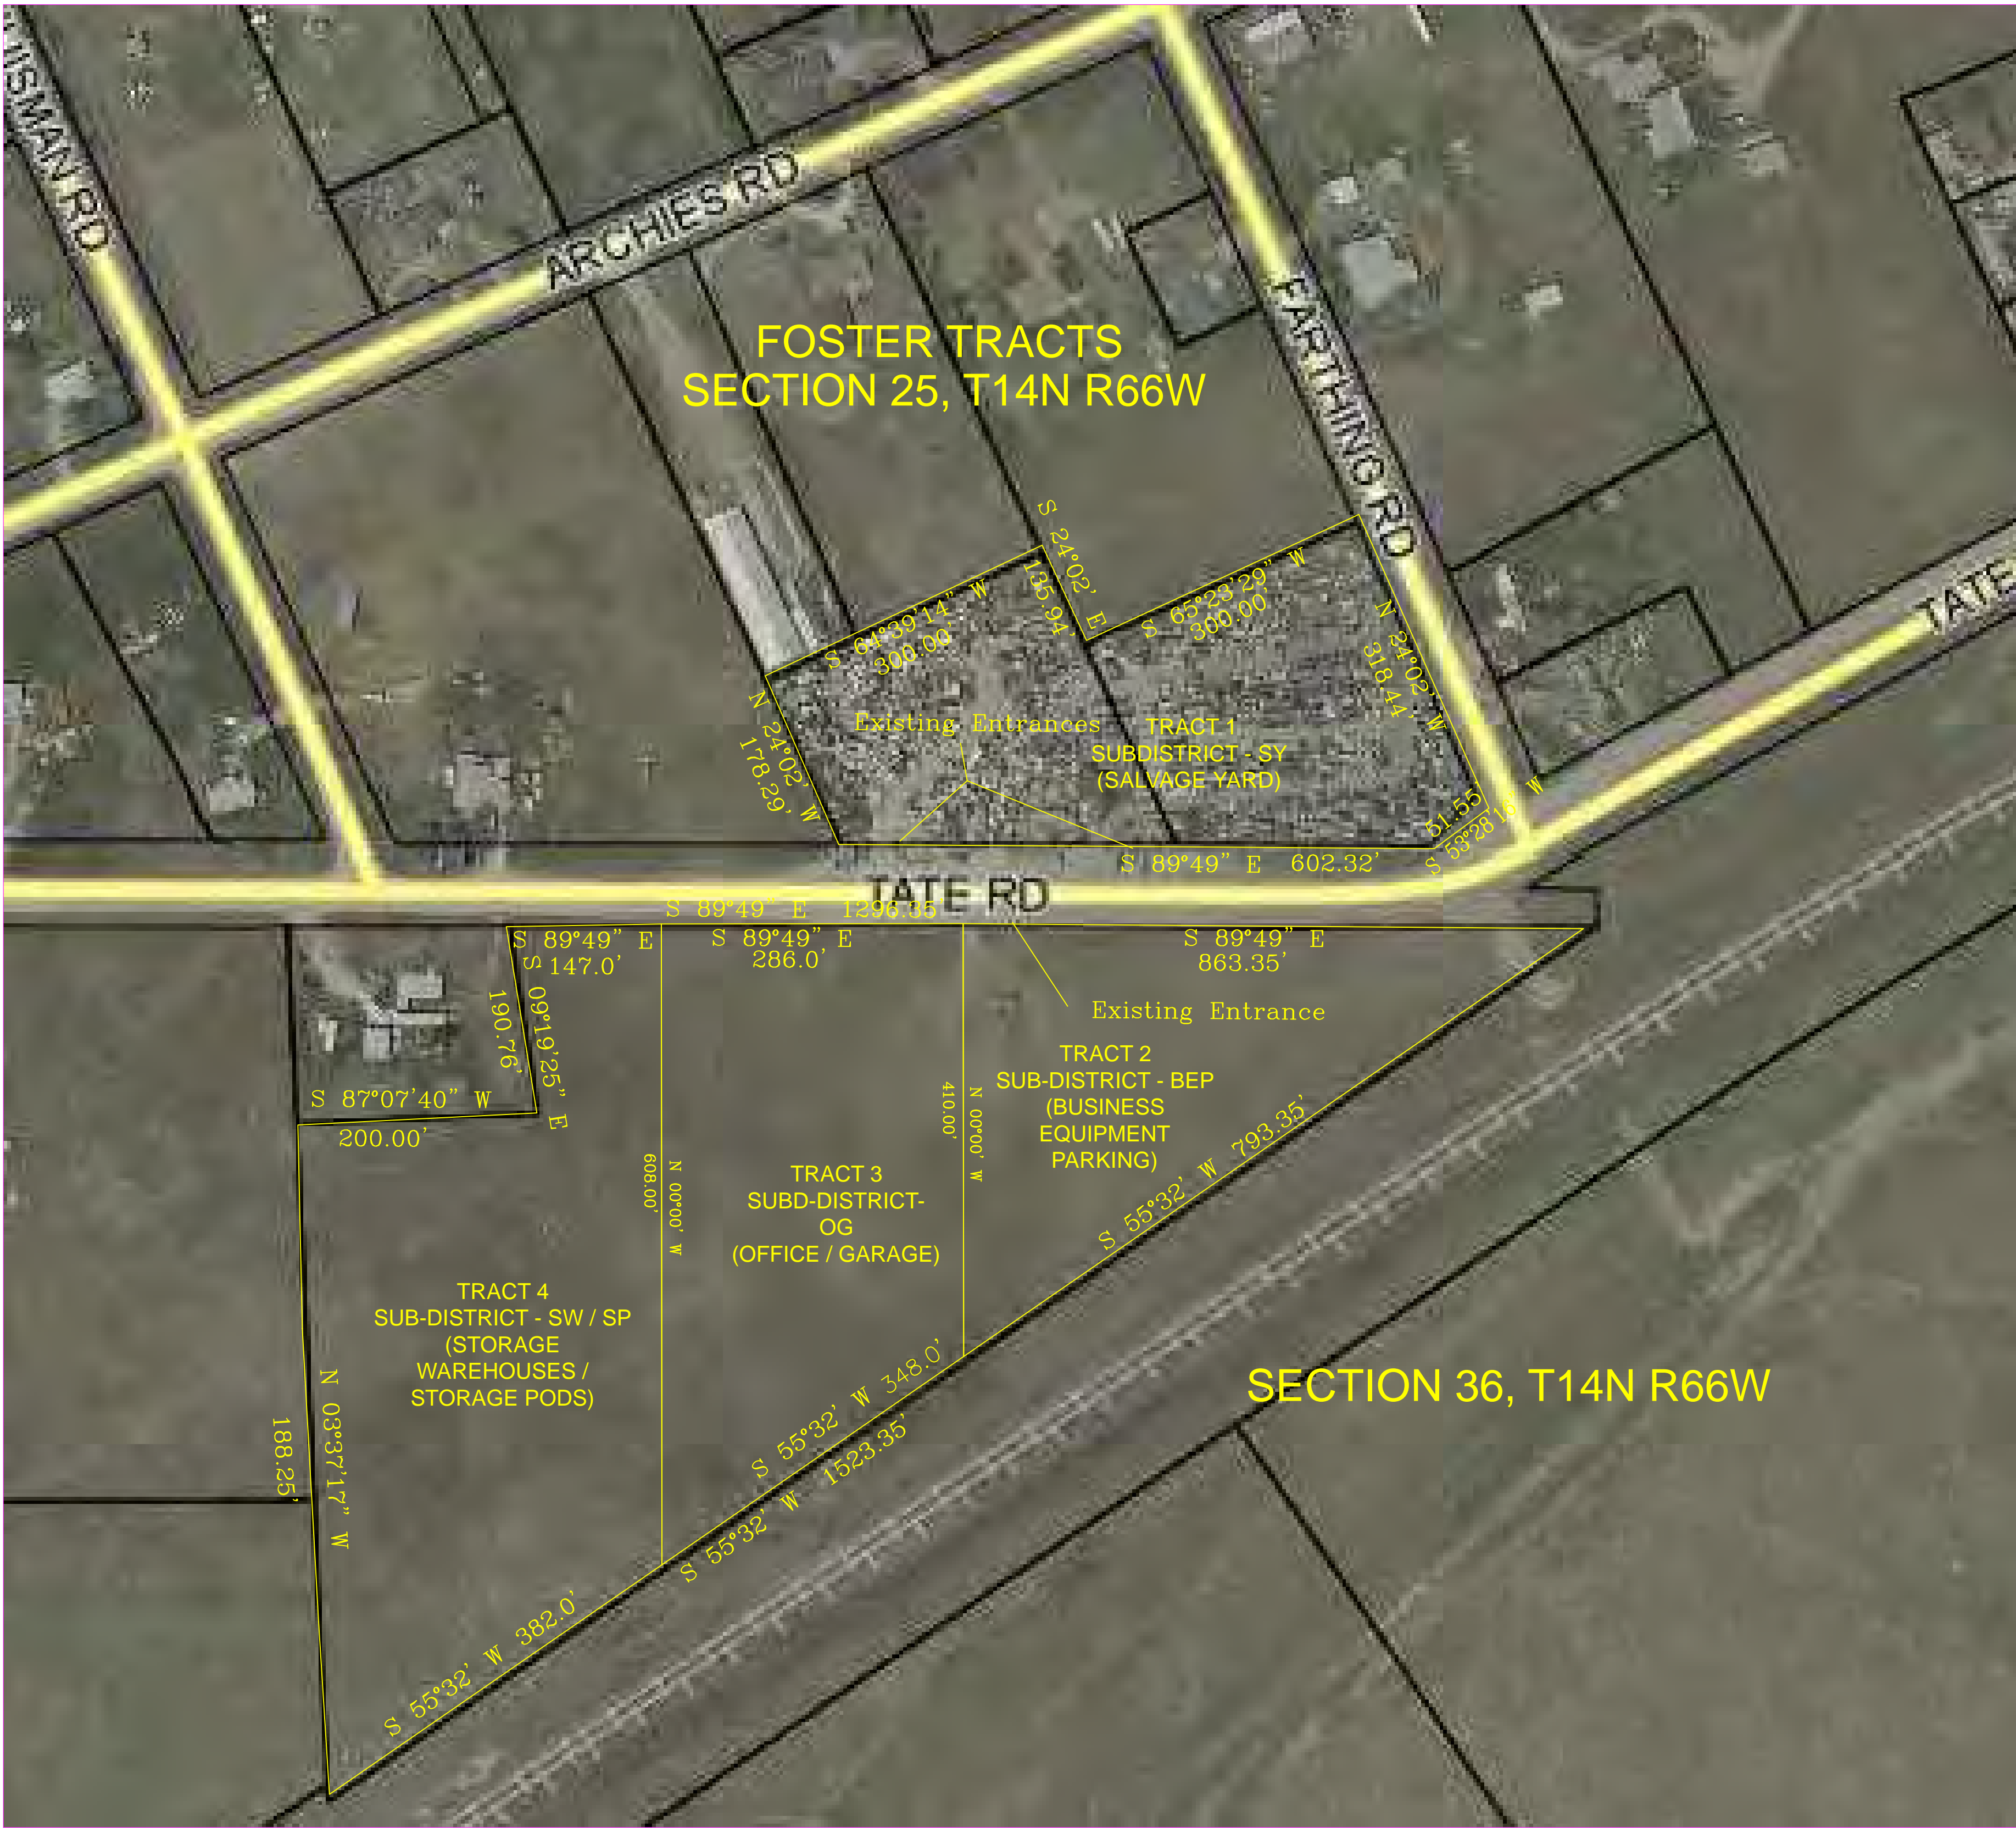 ISMAN RD
ARCHIES RD
FARTHING RD
FOSTER TRACTS
SECTION 25, T14N R66W
S 24°02' E
135.94'
S 64°39'14" W
300.00'
S 65°23'29" W
300.00'
N 24°02' W
318.44'
N 24°02' W
178.29'
Existing Entrances
TRACT 1
SUBDISTRICT - SY
(SALVAGE YARD)
51.55'
S 53°28'18" W
S 89°49" E 602.32'
TATE
TATE RD
S 89°49" E 1296.35
S 89°49" E
147.0'
S 89°49" E
286.0'
S 89°49" E
863.35'
S 09°19'25" E
190.76'
Existing Entrance
S 87°07'40" W
200.00'
TRACT 2
SUB-DISTRICT - BEP
(BUSINESS
EQUIPMENT
PARKING)
N 00°00' W
410.00'
S 55°32' W 793.35'
N 00°00' W
608.00'
TRACT 3
SUBD-DISTRICT-
OG
(OFFICE / GARAGE)
TRACT 4
SUB-DISTRICT - SW / SP
(STORAGE
WAREHOUSES /
STORAGE PODS)
N 03°37'17" W
188.25'
S 55°32' W 348.0'
S 55°32' W 1523.35'
S 55°32' W 382.0'
SECTION 36, T14N R66W